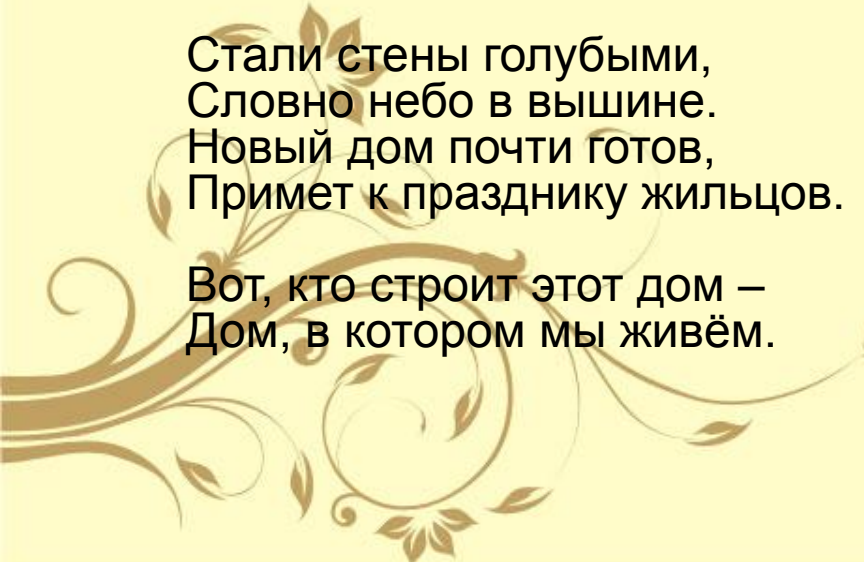 Стали стены голубыми,
Словно небо в вышине.
Новый дом почти готов,
Примет к празднику жильцов.
Вот, кто строит этот дом –
Дом, в котором мы живём.